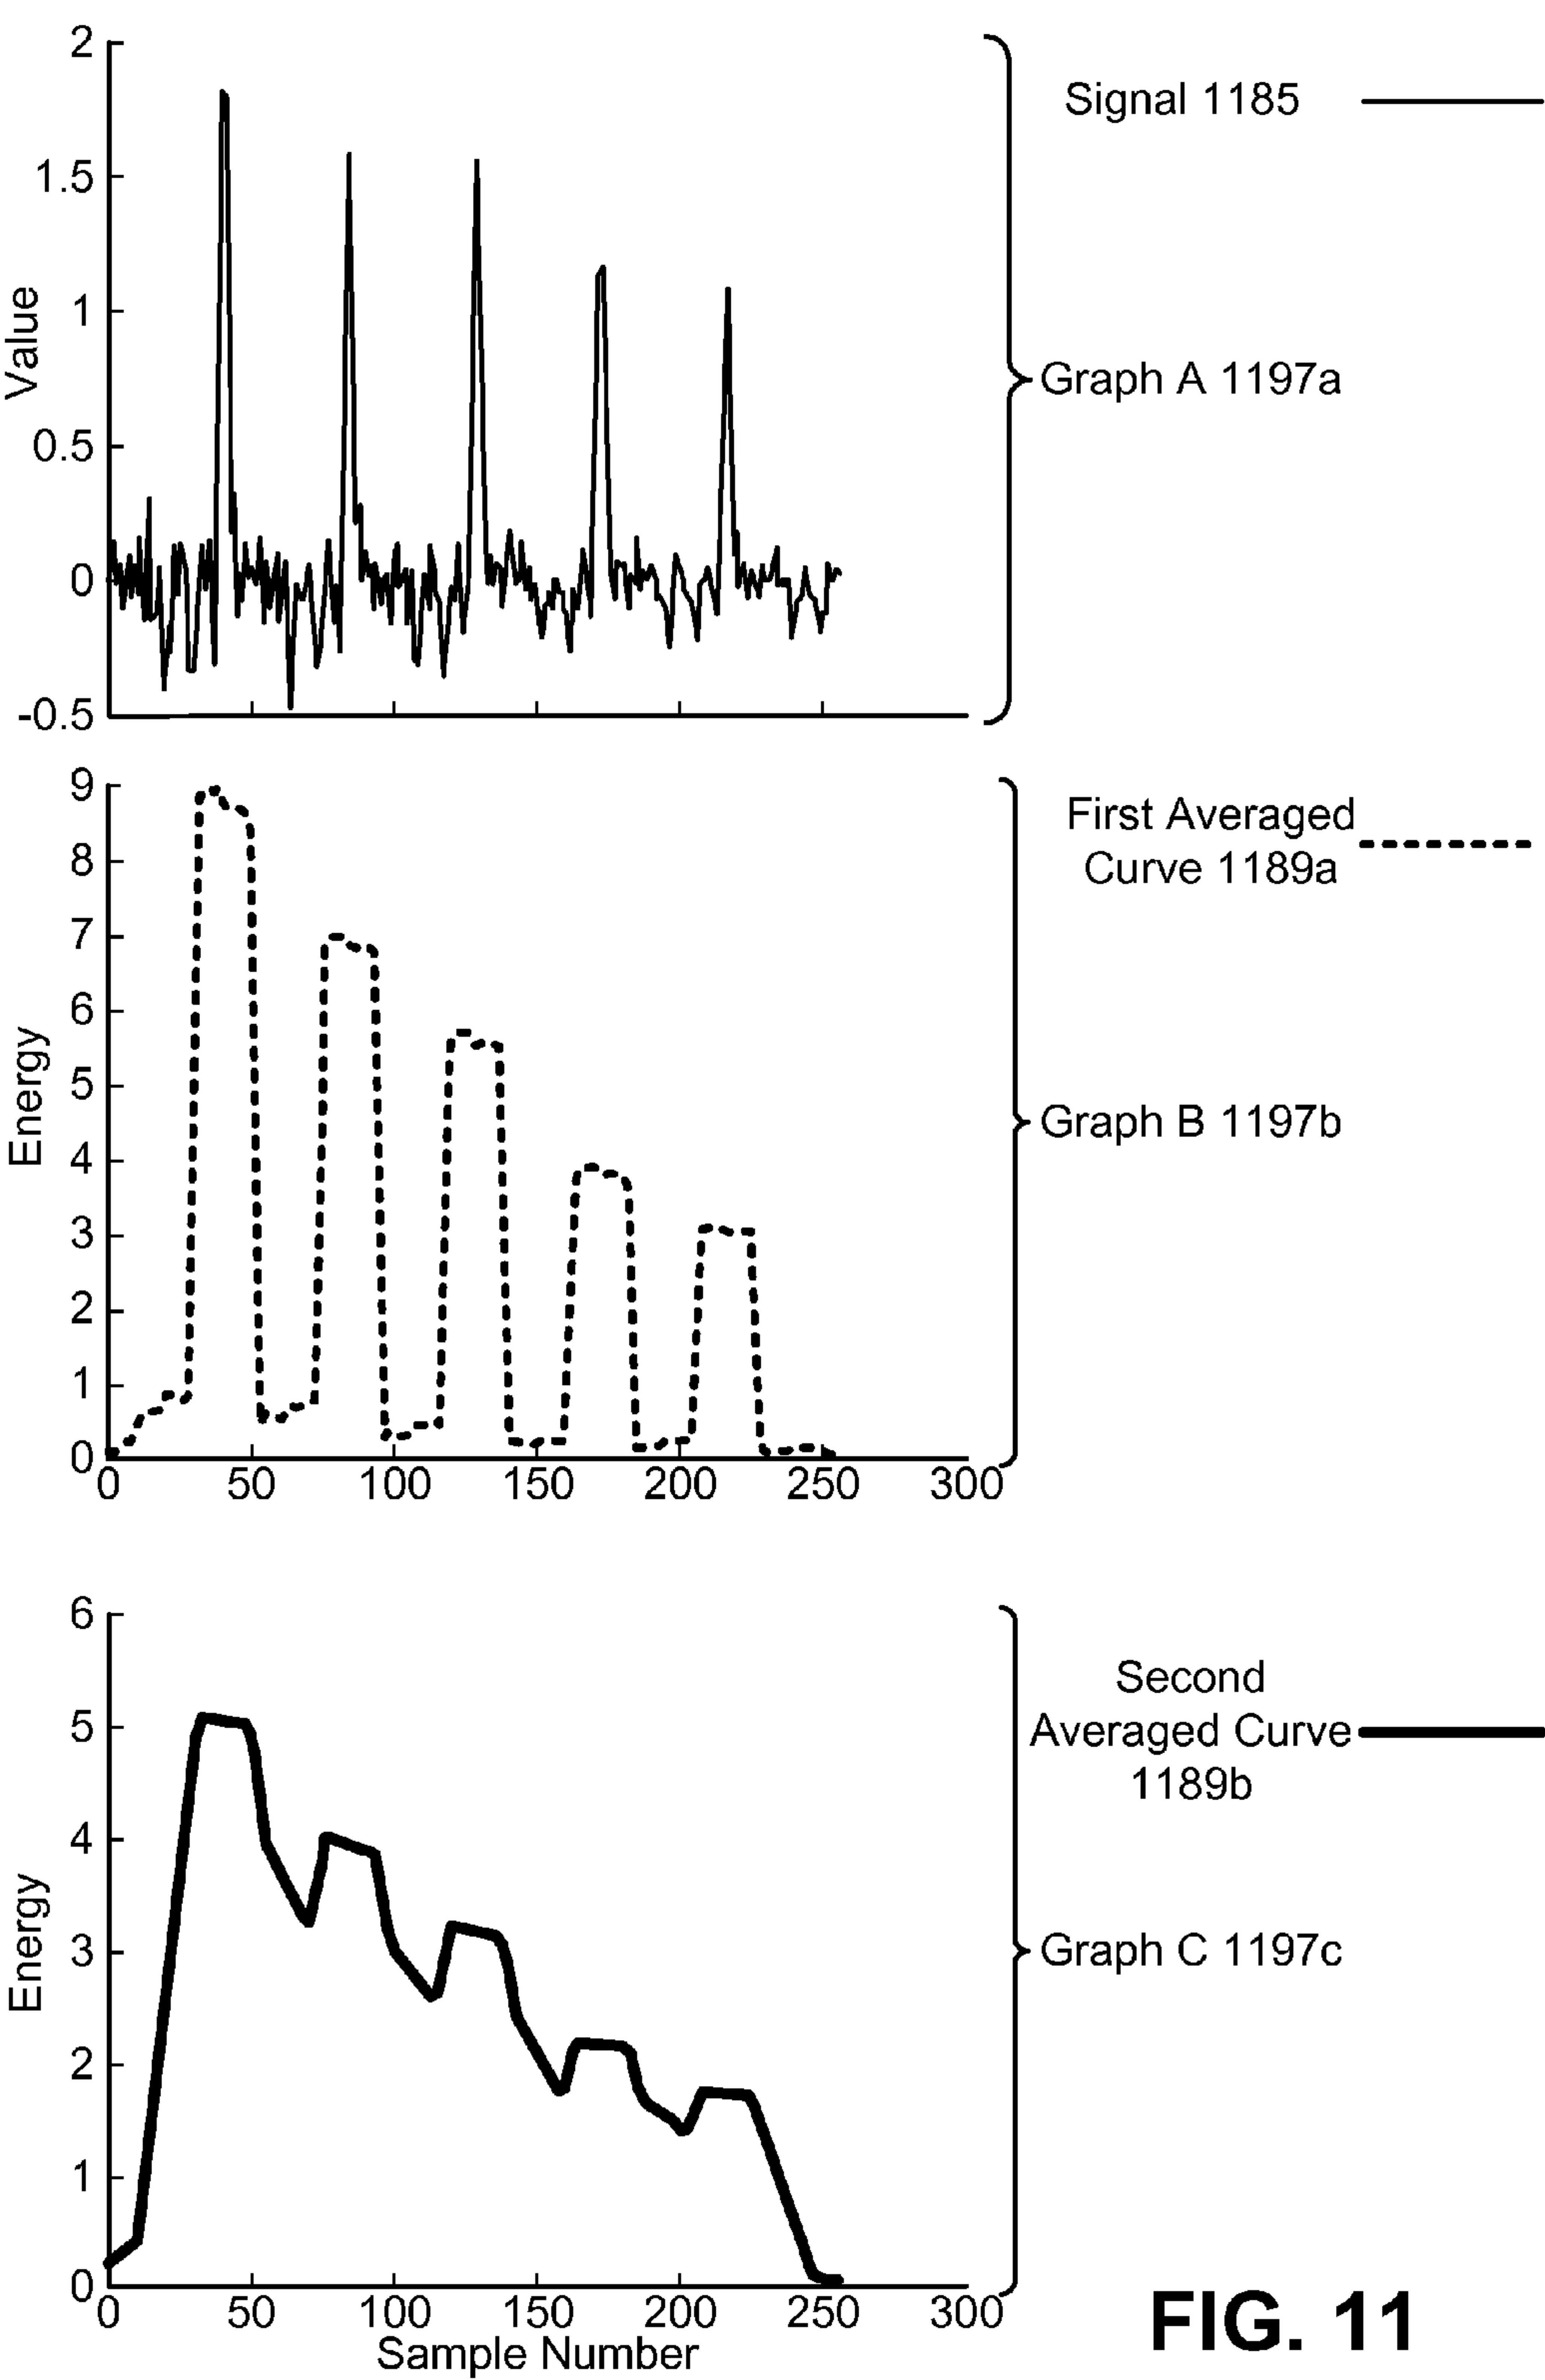 2
1.5
1
0.5
0
-0.5
Value
Signal 1185
Graph A 1197a
9
8
7
6
5
4
3
2
1
0
Energy
0 50 100 150 200 250 300
First Averaged
Curve 1189a
Graph B 1197b
6
5
4
3
2
1
0
Energy
0 50 100 150 200 250 300
Sample Number
Second
Averaged Curve
1189b
Graph C 1197c
FIG. 11